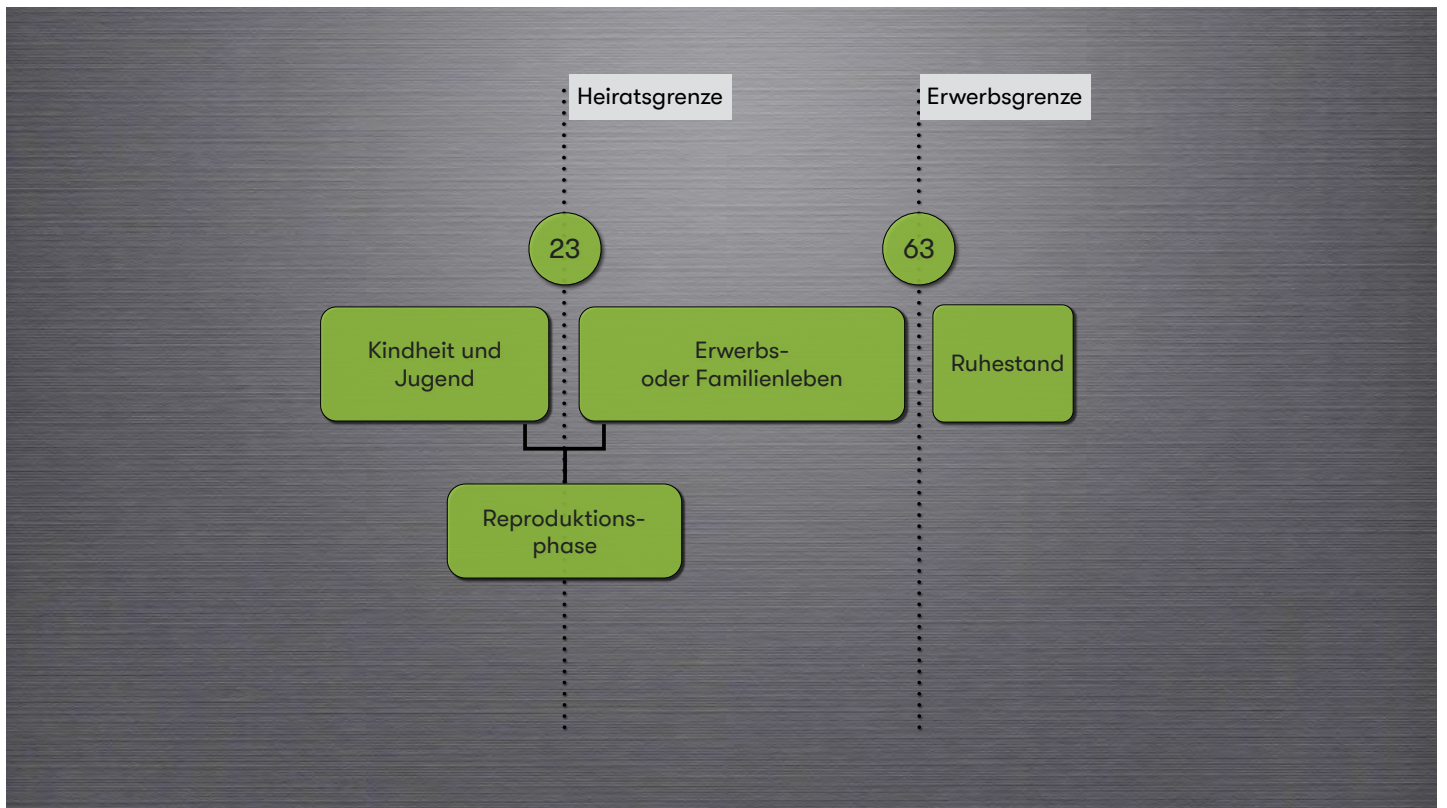 Heiratsgrenze
Erwerbsgrenze
23
63
Kindheit und
Jugend
Erwerbs-
oder Familienleben
Ruhestand
Reproduktions-
phase